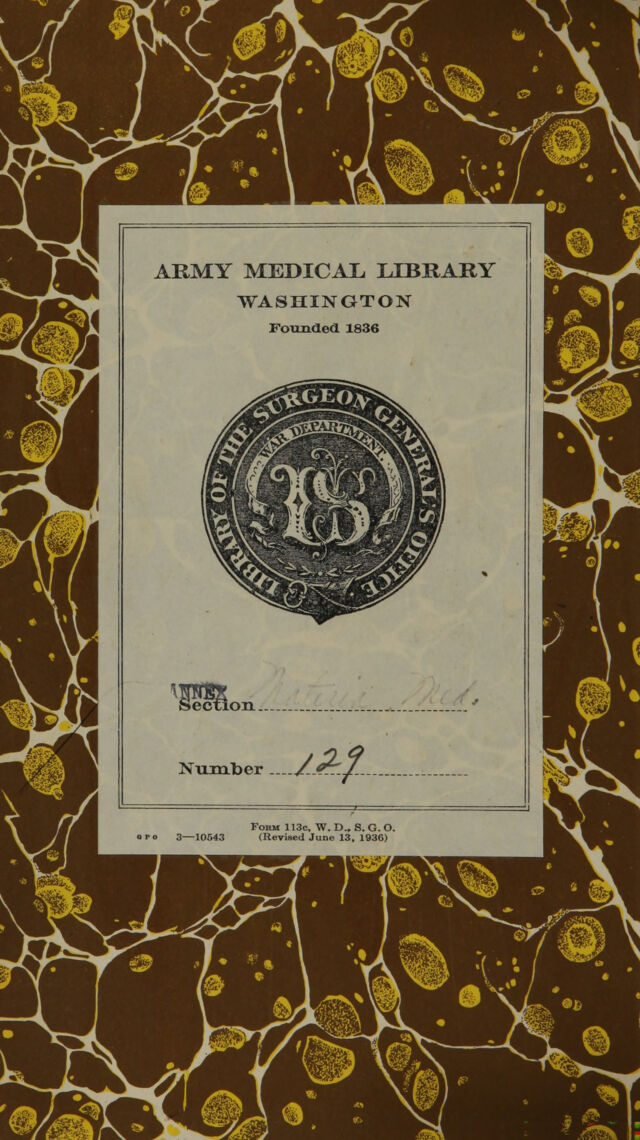 ARMY MEDICAL LIBRARY
WASHINGTON
Founded 1836
LIBRARY OF THE SURGEON GENERAL'S OFFICE
WAR DEPARTMENT
US
ANNEX
Section Materia Med.
Number 129
FORM 113c, W. D., S. G. O.
GPO 3—10543 (Revised June 13, 1936)